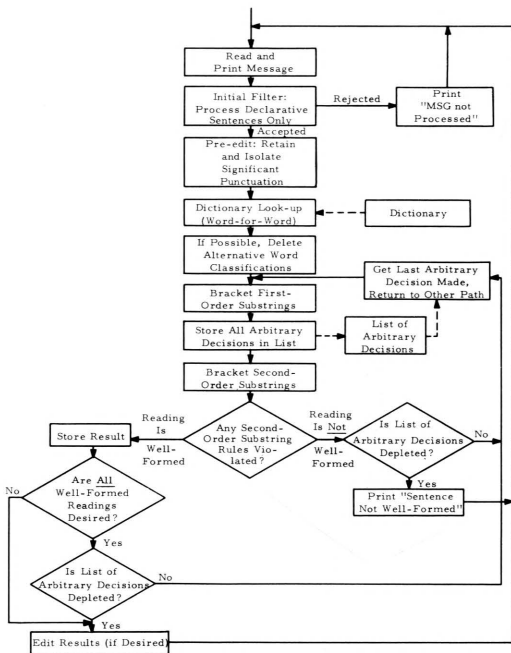 Read and
Print Message
Initial Filter:
Process Declarative
Sentences Only
Rejected
Print
"MSG not
Processed"
Accepted
Pre-edit: Retain
and Isolate
Significant
Punctuation
Dictionary Look-up
(Word-for-Word)
Dictionary
If Possible, Delete
Alternative Word
Classifications
Get Last Arbitrary
Decision Made,
Return to Other Path
Bracket First-
Order Substrings
Store All Arbitrary
Decisions in List
List of
Arbitrary
Decisions
Bracket Second-
Order Substrings
Reading
Is
Well-
Formed
Any Second-
Order Substring
Rules Vio-
lated?
Reading
Is Not
Well-
Formed
Is List of
Arbitrary Decisions
Depleted?
No
Store Result
Yes
Print "Sentence
Not Well-Formed"
No
Are All
Well-Formed
Readings
Desired?
Yes
Is List of
Arbitrary Decisions
Depleted?
No
Yes
Edit Results (if Desired)